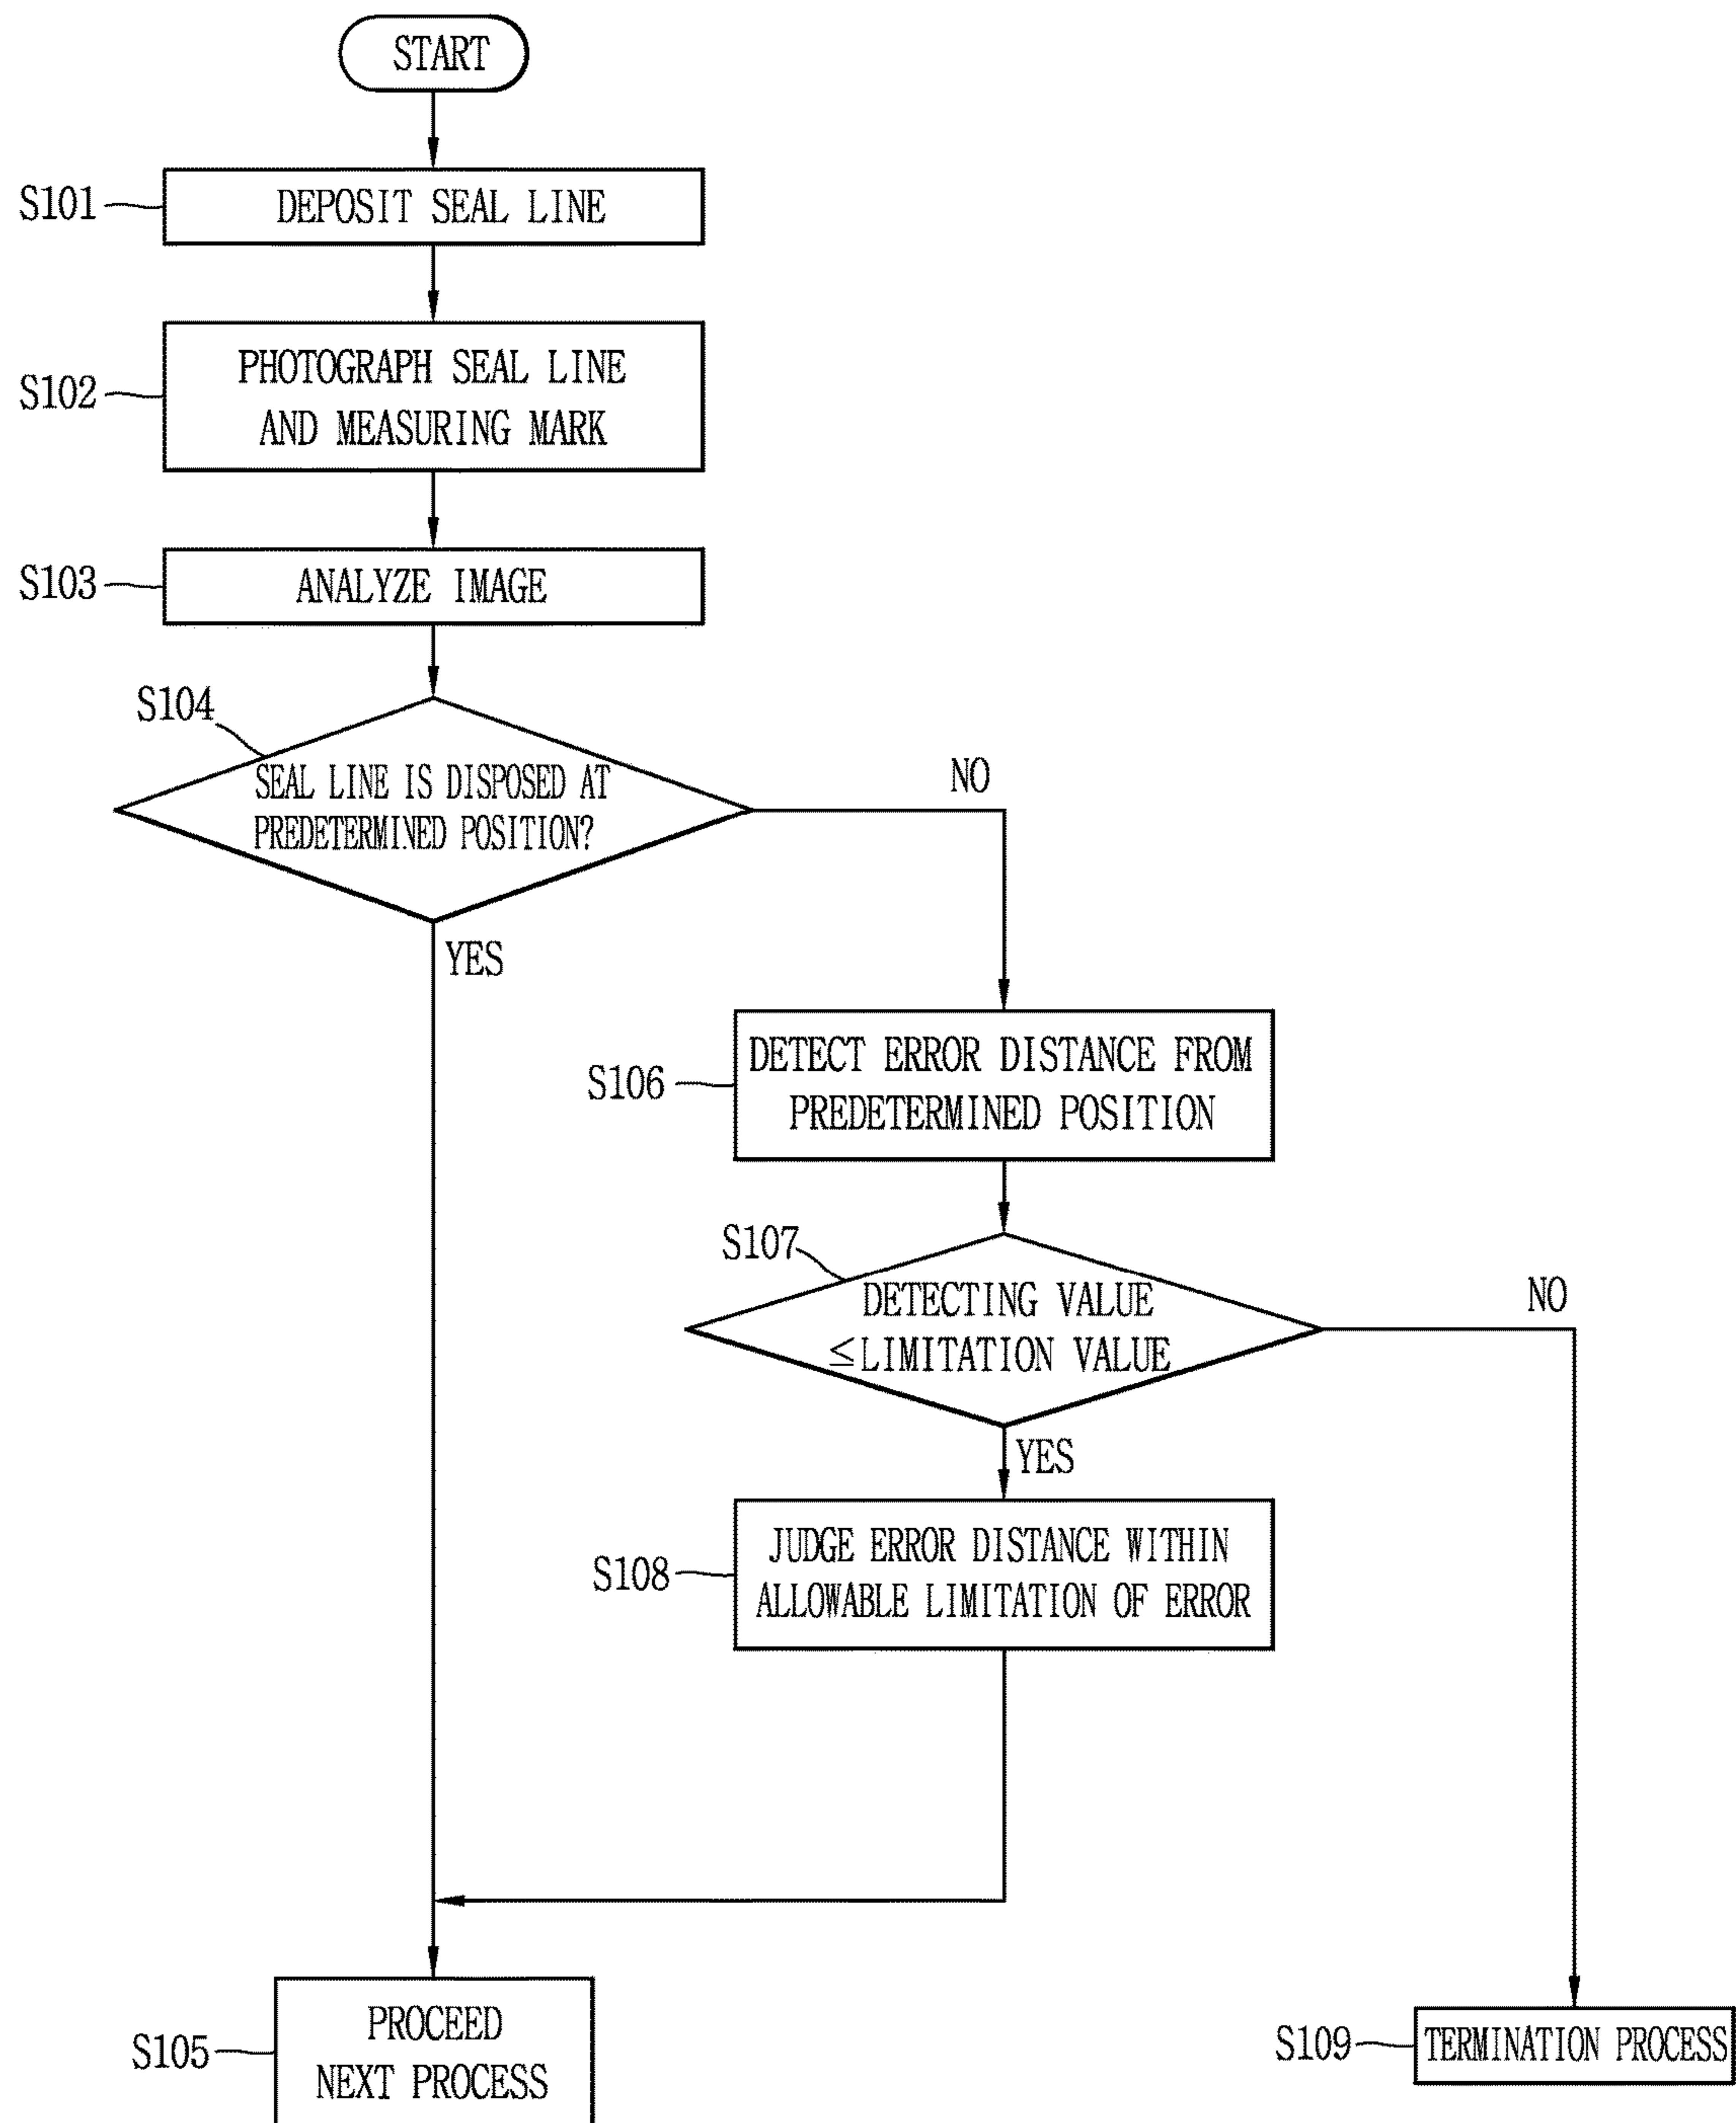 START
S101
DEPOSIT SEAL LINE
S102
PHOTOGRAPH SEAL LINE
AND MEASURING MARK
S103
ANALYZE IMAGE
S104
SEAL LINE IS DISPOSED AT
PREDETERMINED POSITION?
NO
YES
S106
DETECT ERROR DISTANCE FROM
PREDETERMINED POSITION
S107
DETECTING VALUE
≤LIMITATION VALUE
NO
YES
S108
JUDGE ERROR DISTANCE WITHIN
ALLOWABLE LIMITATION OF ERROR
S105
PROCEED
NEXT PROCESS
S109
TERMINATION PROCESS